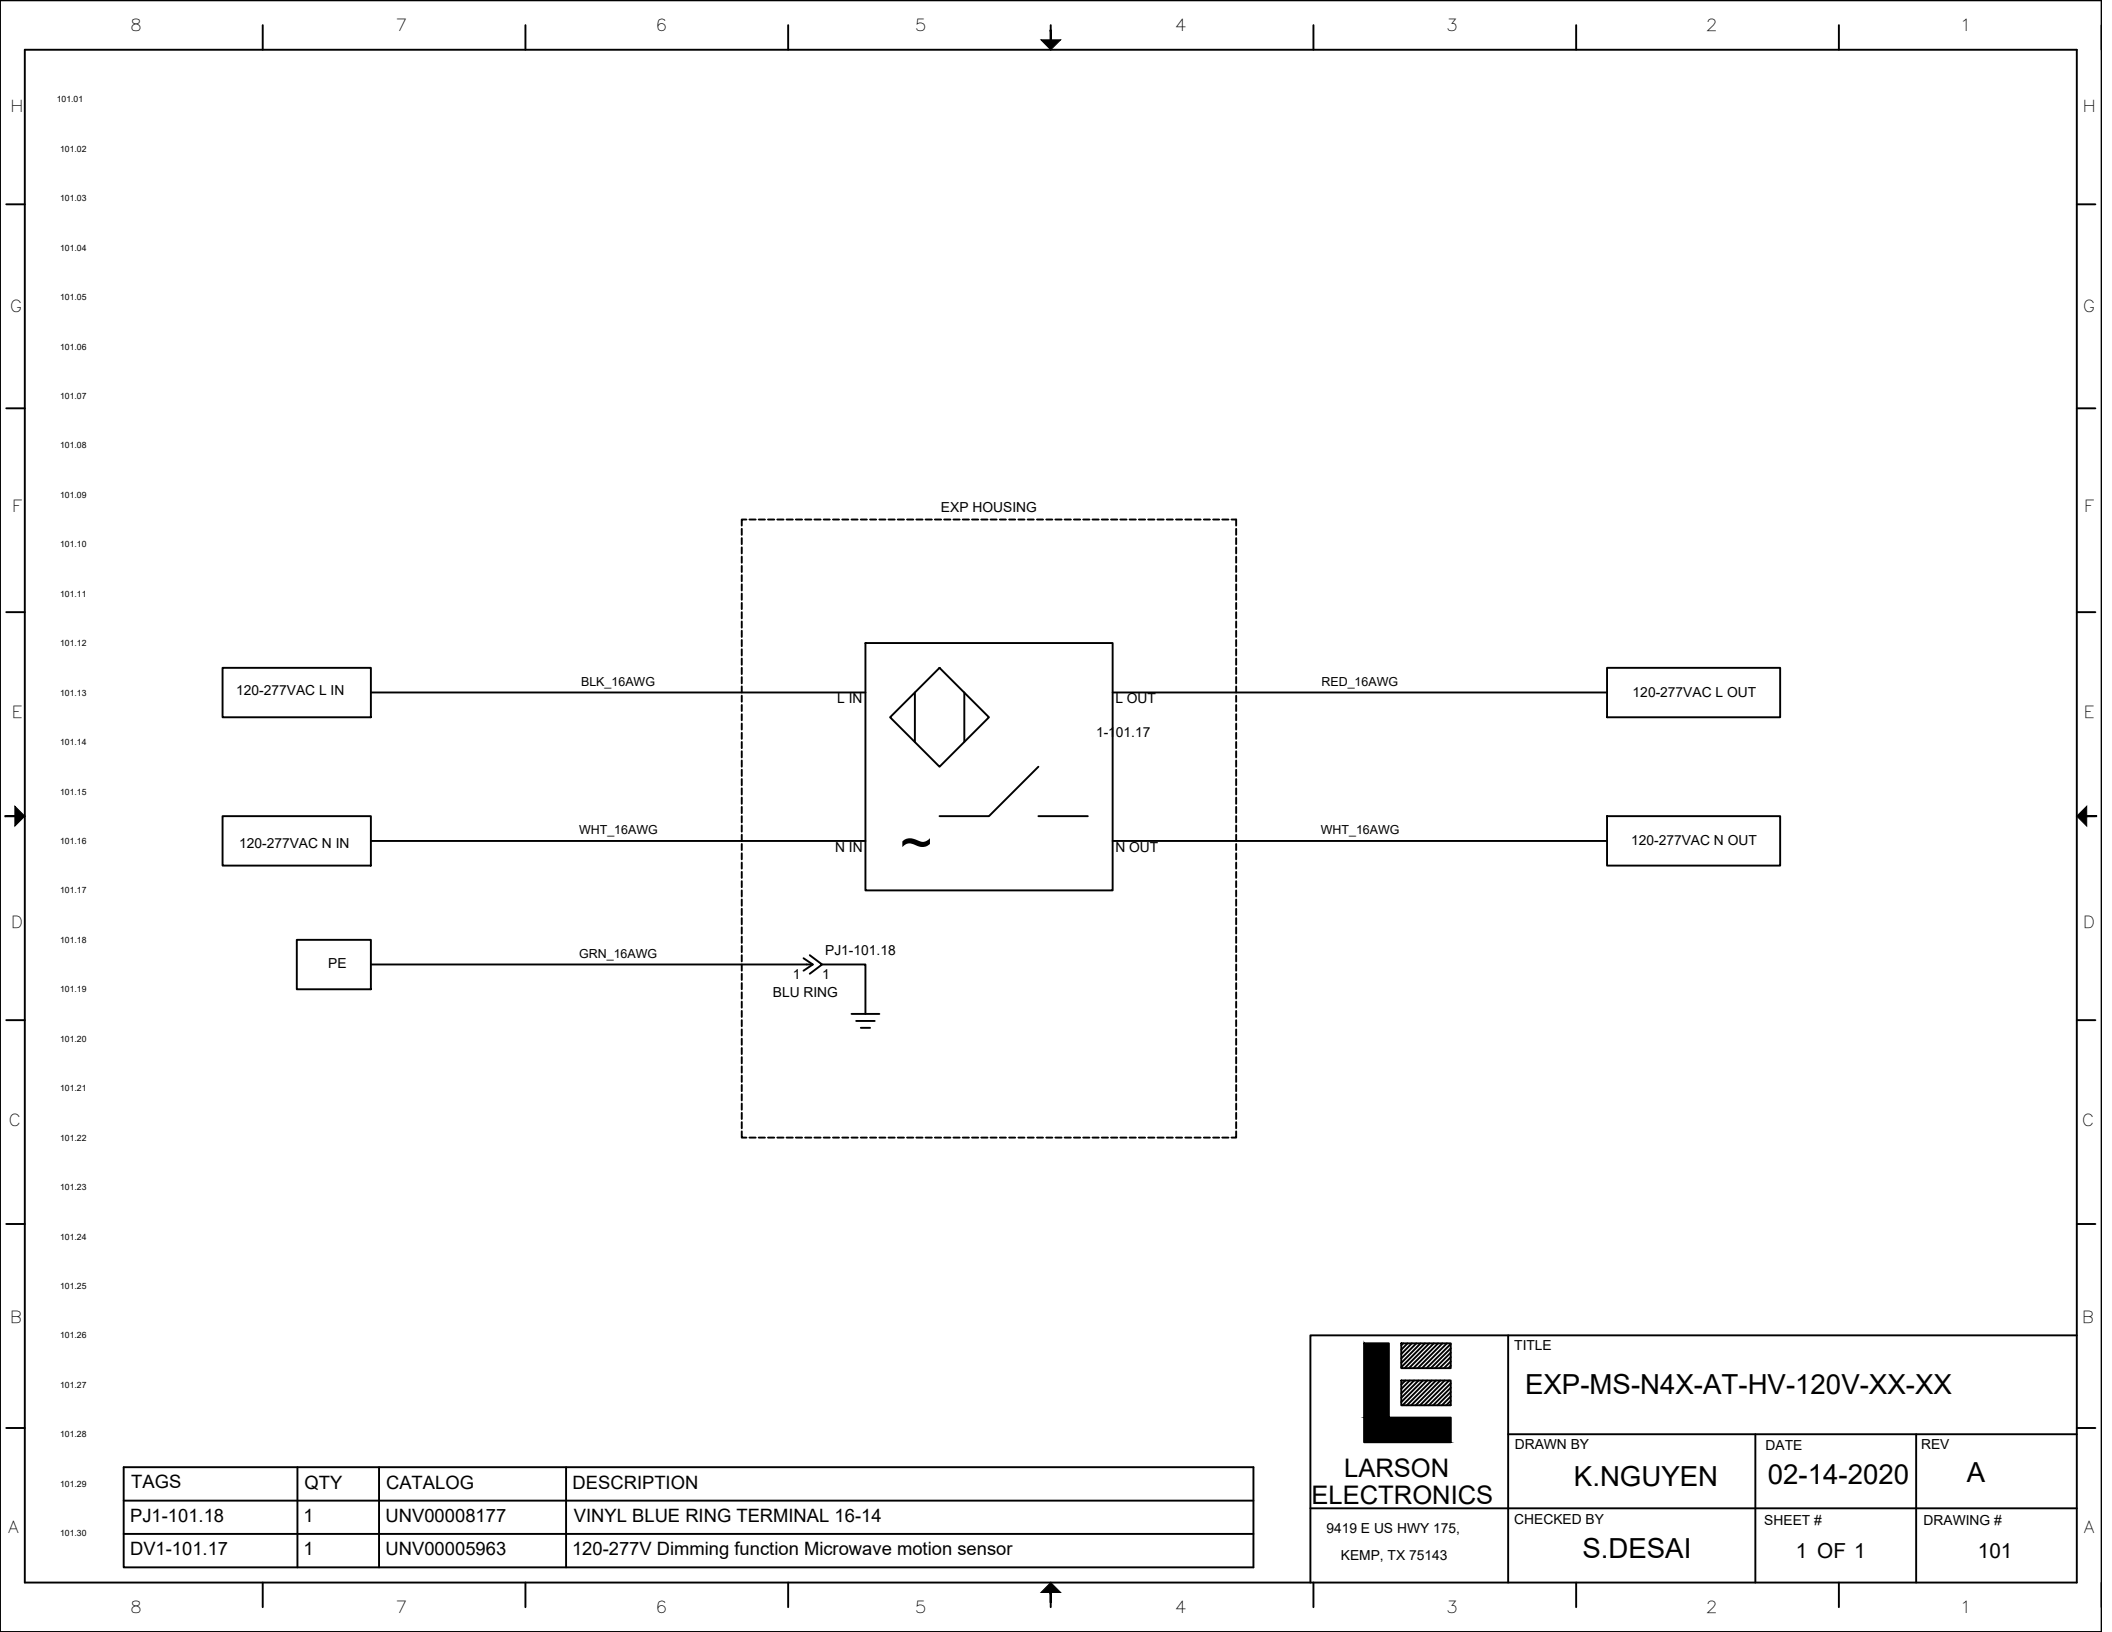 8 7 6 5 4 3 2 1
H H
G G
F F
E E
D D
C C
B B
A A
101.01
101.02
101.03
101.04
101.05
101.06
101.07
101.08
101.09
101.10
101.11
101.12
101.13
101.14
101.15
101.16
101.17
101.18
101.19
101.20
101.21
101.22
101.23
101.24
101.25
101.26
101.27
101.28
101.29
101.30
EXP HOUSING
120-277VAC L IN
BLK_16AWG
L IN
L OUT
RED_16AWG
120-277VAC L OUT
1-101.17
120-277VAC N IN
WHT_16AWG
N IN
~
N OUT
WHT_16AWG
120-277VAC N OUT
PE
GRN_16AWG
PJ1-101.18
1 1
BLU RING
TAGS QTY CATALOG DESCRIPTION
PJ1-101.18 1 UNV00008177 VINYL BLUE RING TERMINAL 16-14
DV1-101.17 1 UNV00005963 120-277V Dimming function Microwave motion sensor
LARSON
ELECTRONICS
9419 E US HWY 175,
KEMP, TX 75143
TITLE
EXP-MS-N4X-AT-HV-120V-XX-XX
DRAWN BY
K.NGUYEN
DATE
02-14-2020
REV
A
CHECKED BY
S.DESAI
SHEET #
1 OF 1
DRAWING #
101
8 7 6 5 4 3 2 1